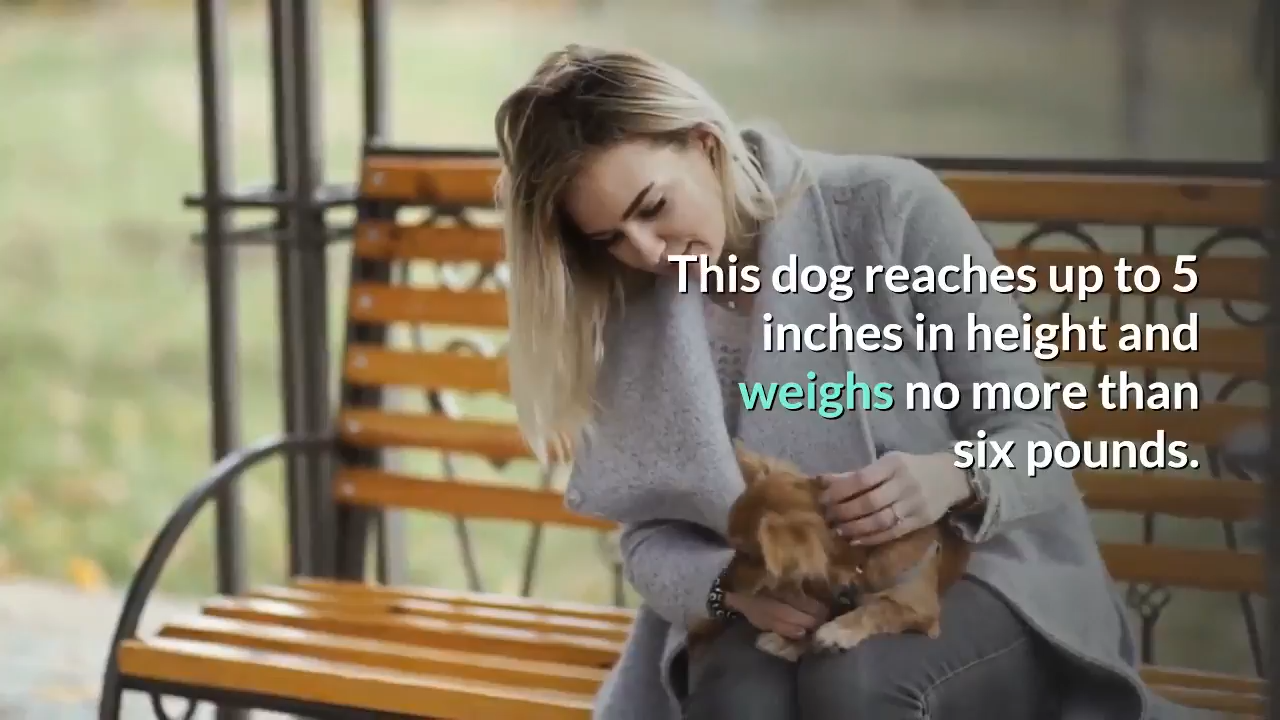 This dog reaches up to 5
inches in height and
weighs no more than
six pounds.